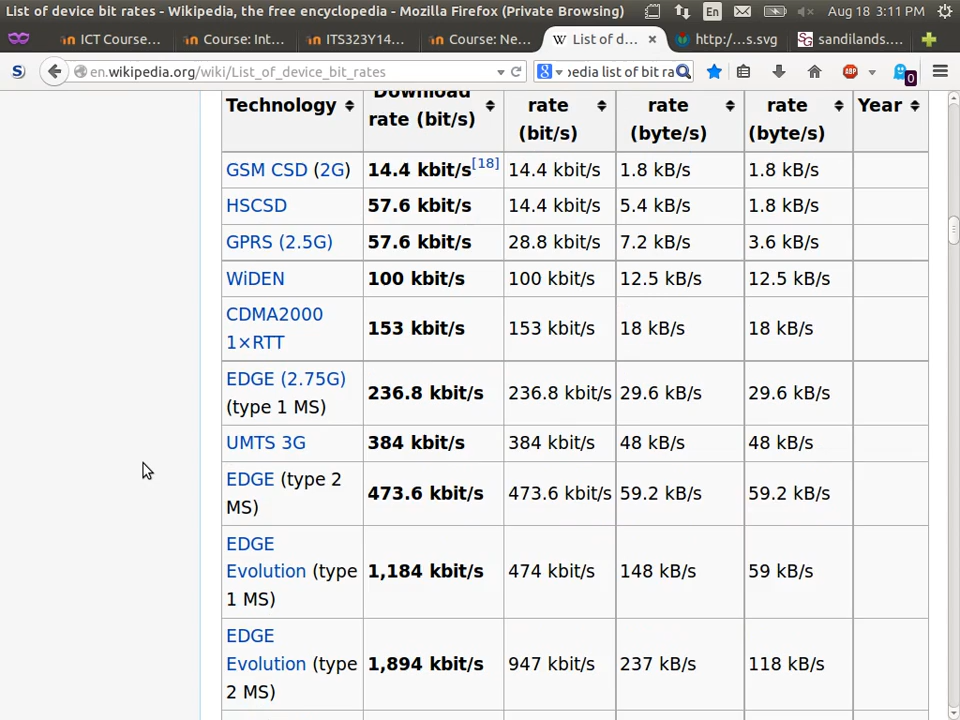 List of device bit rates - Wikipedia, the free encyclopedia - Mozilla Firefox (Private Browsing)
En
Aug 18 3:11 PM
ICT Course...
Course: Int...
ITS323Y14...
Course: Ne...
W List of d...
http:/...s.svg
sandilands....
en.wikipedia.org/wiki/List_of_device_bit_rates
pedia list of bit ra
ABP
0
Technology
Download rate (bit/s)
rate (bit/s)
rate (byte/s)
rate (byte/s)
Year
GSM CSD (2G) 14.4 kbit/s[18] 14.4 kbit/s 1.8 kB/s 1.8 kB/s
HSCSD 57.6 kbit/s 14.4 kbit/s 5.4 kB/s 1.8 kB/s
GPRS (2.5G) 57.6 kbit/s 28.8 kbit/s 7.2 kB/s 3.6 kB/s
WiDEN 100 kbit/s 100 kbit/s 12.5 kB/s 12.5 kB/s
CDMA2000
1×RTT
153 kbit/s 153 kbit/s 18 kB/s 18 kB/s
EDGE (2.75G)
(type 1 MS)
236.8 kbit/s 236.8 kbit/s 29.6 kB/s 29.6 kB/s
UMTS 3G 384 kbit/s 384 kbit/s 48 kB/s 48 kB/s
EDGE (type 2
MS)
473.6 kbit/s 473.6 kbit/s 59.2 kB/s 59.2 kB/s
EDGE
Evolution (type
1 MS)
1,184 kbit/s 474 kbit/s 148 kB/s 59 kB/s
EDGE
Evolution (type
2 MS)
1,894 kbit/s 947 kbit/s 237 kB/s 118 kB/s